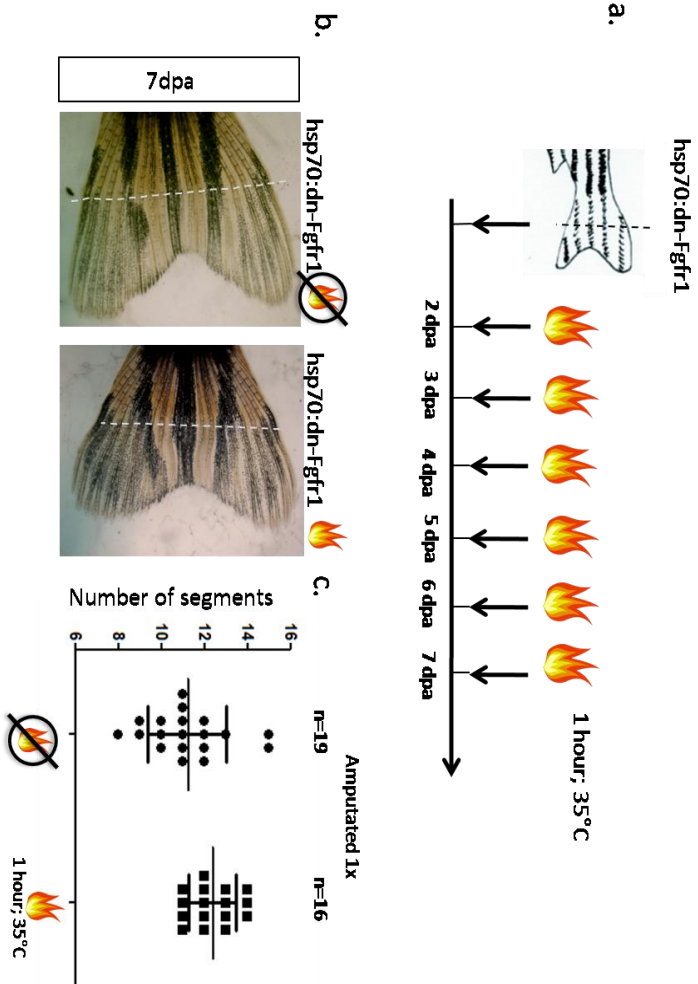 a.
hsp70:dn-Fgfr1
2 dpa
3 dpa
4 dpa
5 dpa
6 dpa
7 dpa
1 hour; 35°C
b.
7dpa
hsp70:dn-Fgfr1
hsp70:dn-Fgfr1
c.
Amputated 1x
n=19
n=16
Number of segments
16
14
12
10
8
6
1 hour; 35°C